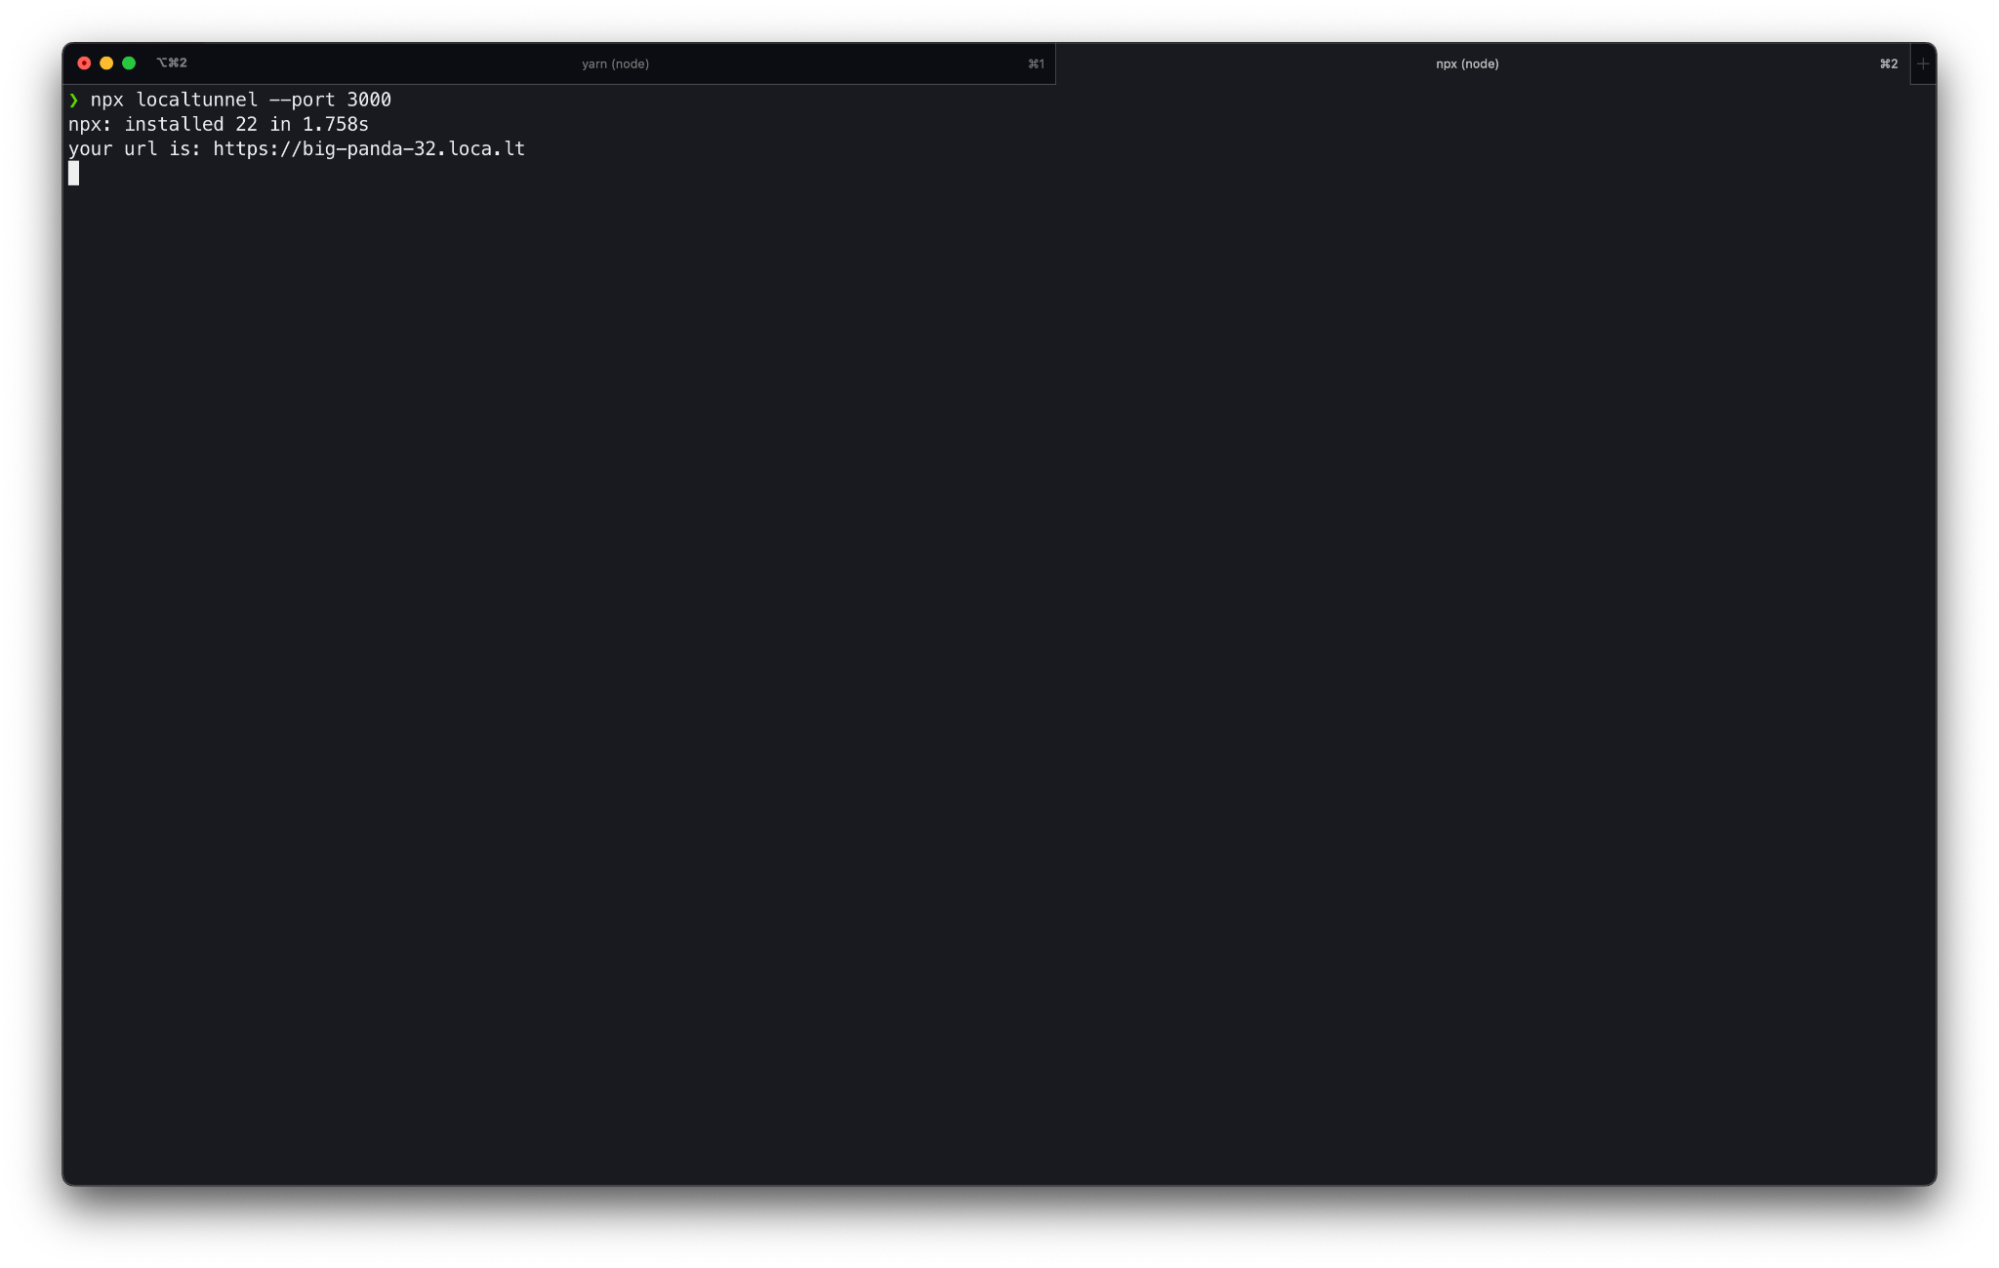 ⌥⌘2 yarn (node) ⌘1 npx (node) ⌘2 +
❯ npx localtunnel --port 3000
npx: installed 22 in 1.758s
your url is: https://big-panda-32.loca.lt